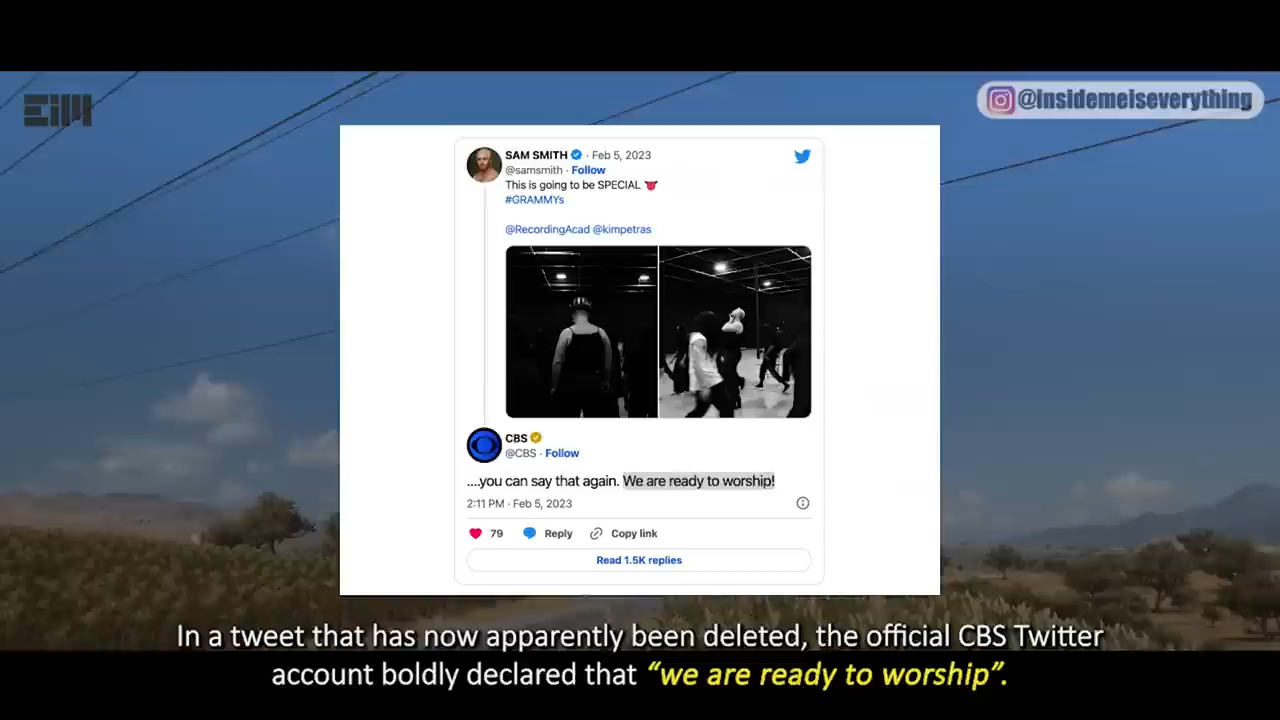 EiM
@insidemeiseverything
SAM SMITH · Feb 5, 2023
@samsmith · Follow
This is going to be SPECIAL
#GRAMMYs
@RecordingAcad @kimpetras
CBS
@CBS · Follow
....you can say that again. We are ready to worship!
2:11 PM · Feb 5, 2023
79 Reply Copy link
Read 1.5K replies
In a tweet that has now apparently been deleted, the official CBS Twitter
account boldly declared that “we are ready to worship”.